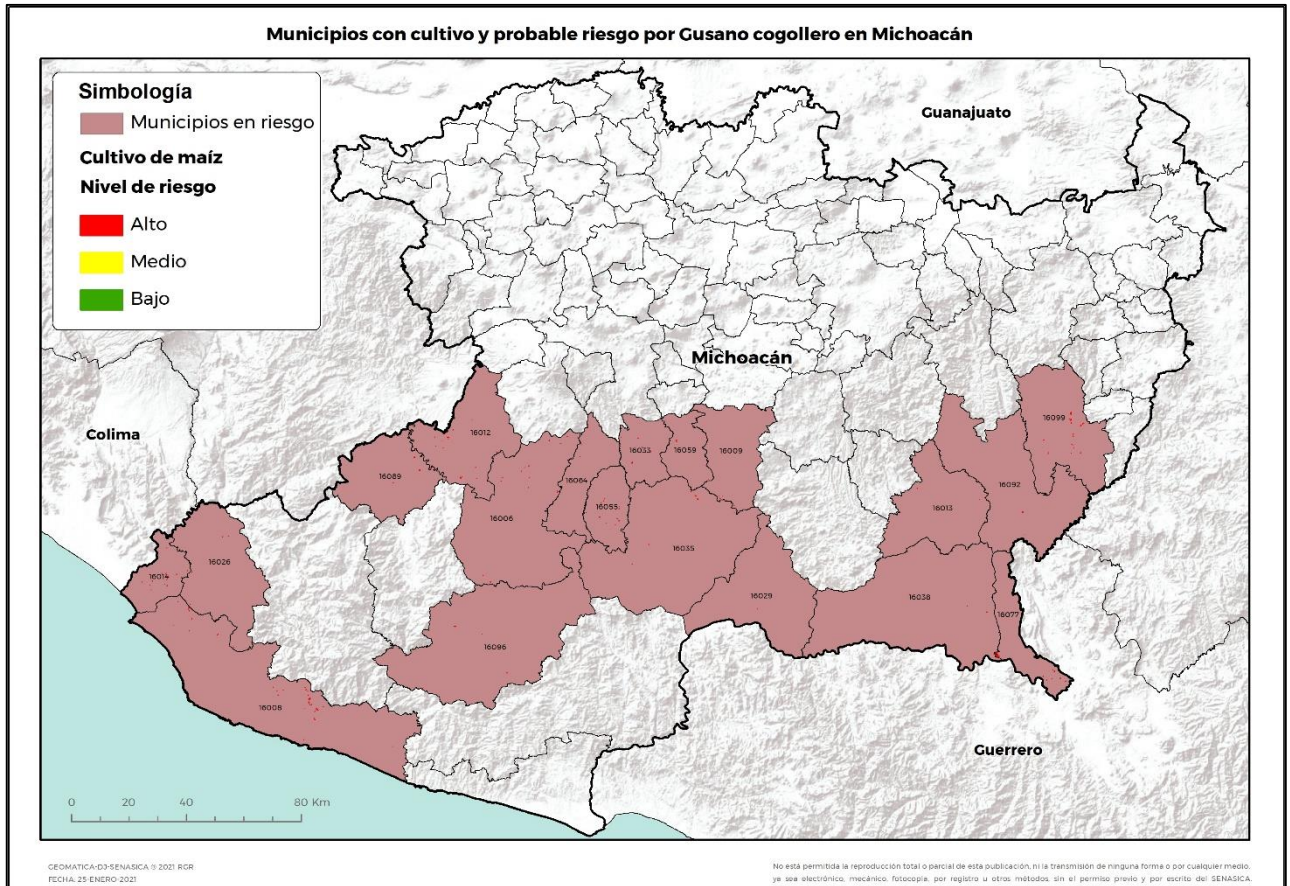 Municipios con cultivo y probable riesgo por Gusano cogollero en Michoacán
Simbología
Municipios en riesgo
Cultivo de maíz
Nivel de riesgo
Alto
Medio
Bajo
Guanajuato
Michoacán
Colima
Guerrero
16012
16089
16033
16059
16009
16099
16064
16055
16006
16092
16013
16035
16026
16014
16029
16038
16077
16096
16008
0 20 40 80 Km
GEOMATICA-DJ-SENASICA © 2021 RGR
FECHA: 25-ENERO-2021
No está permitida la reproducción total o parcial de esta publicación, ni la transmisión de ninguna forma o por cualquier medio,
ya sea electrónico, mecánico, fotocopia, por registro u otros métodos, sin el permiso previo y por escrito del SENASICA.